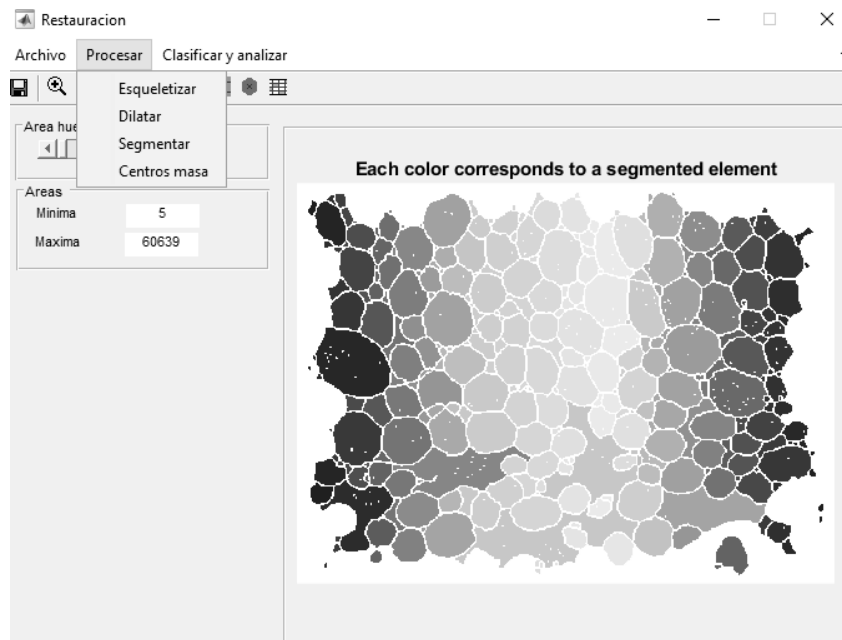 Restauracion
Archivo Procesar Clasificar y analizar
Esqueletizar
Dilatar
Segmentar
Centros masa
Area hue
Areas
Minima 5
Maxima 60639
Each color corresponds to a segmented element